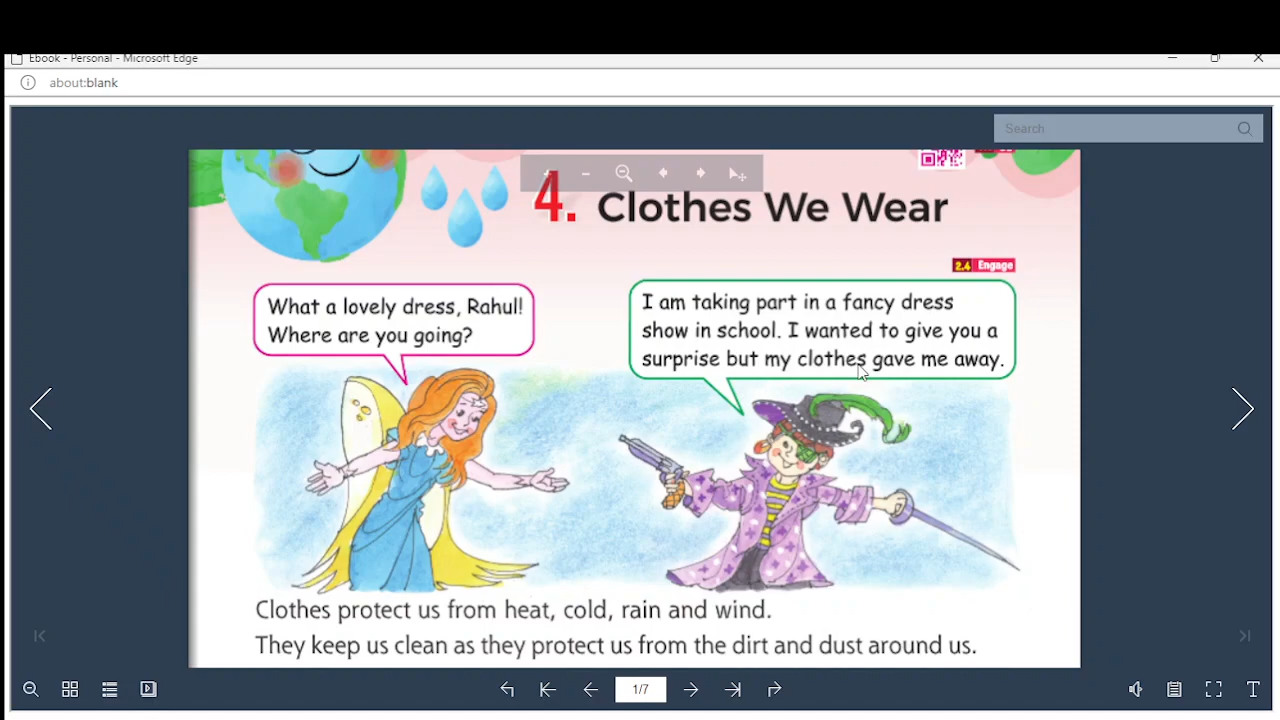 Ebook - Personal - Microsoft Edge
about:blank
Search
4. Clothes We Wear
2.4 Engage
What a lovely dress, Rahul!
Where are you going?
I am taking part in a fancy dress
show in school. I wanted to give you a
surprise but my clothes gave me away.
Clothes protect us from heat, cold, rain and wind.
They keep us clean as they protect us from the dirt and dust around us.
1/7